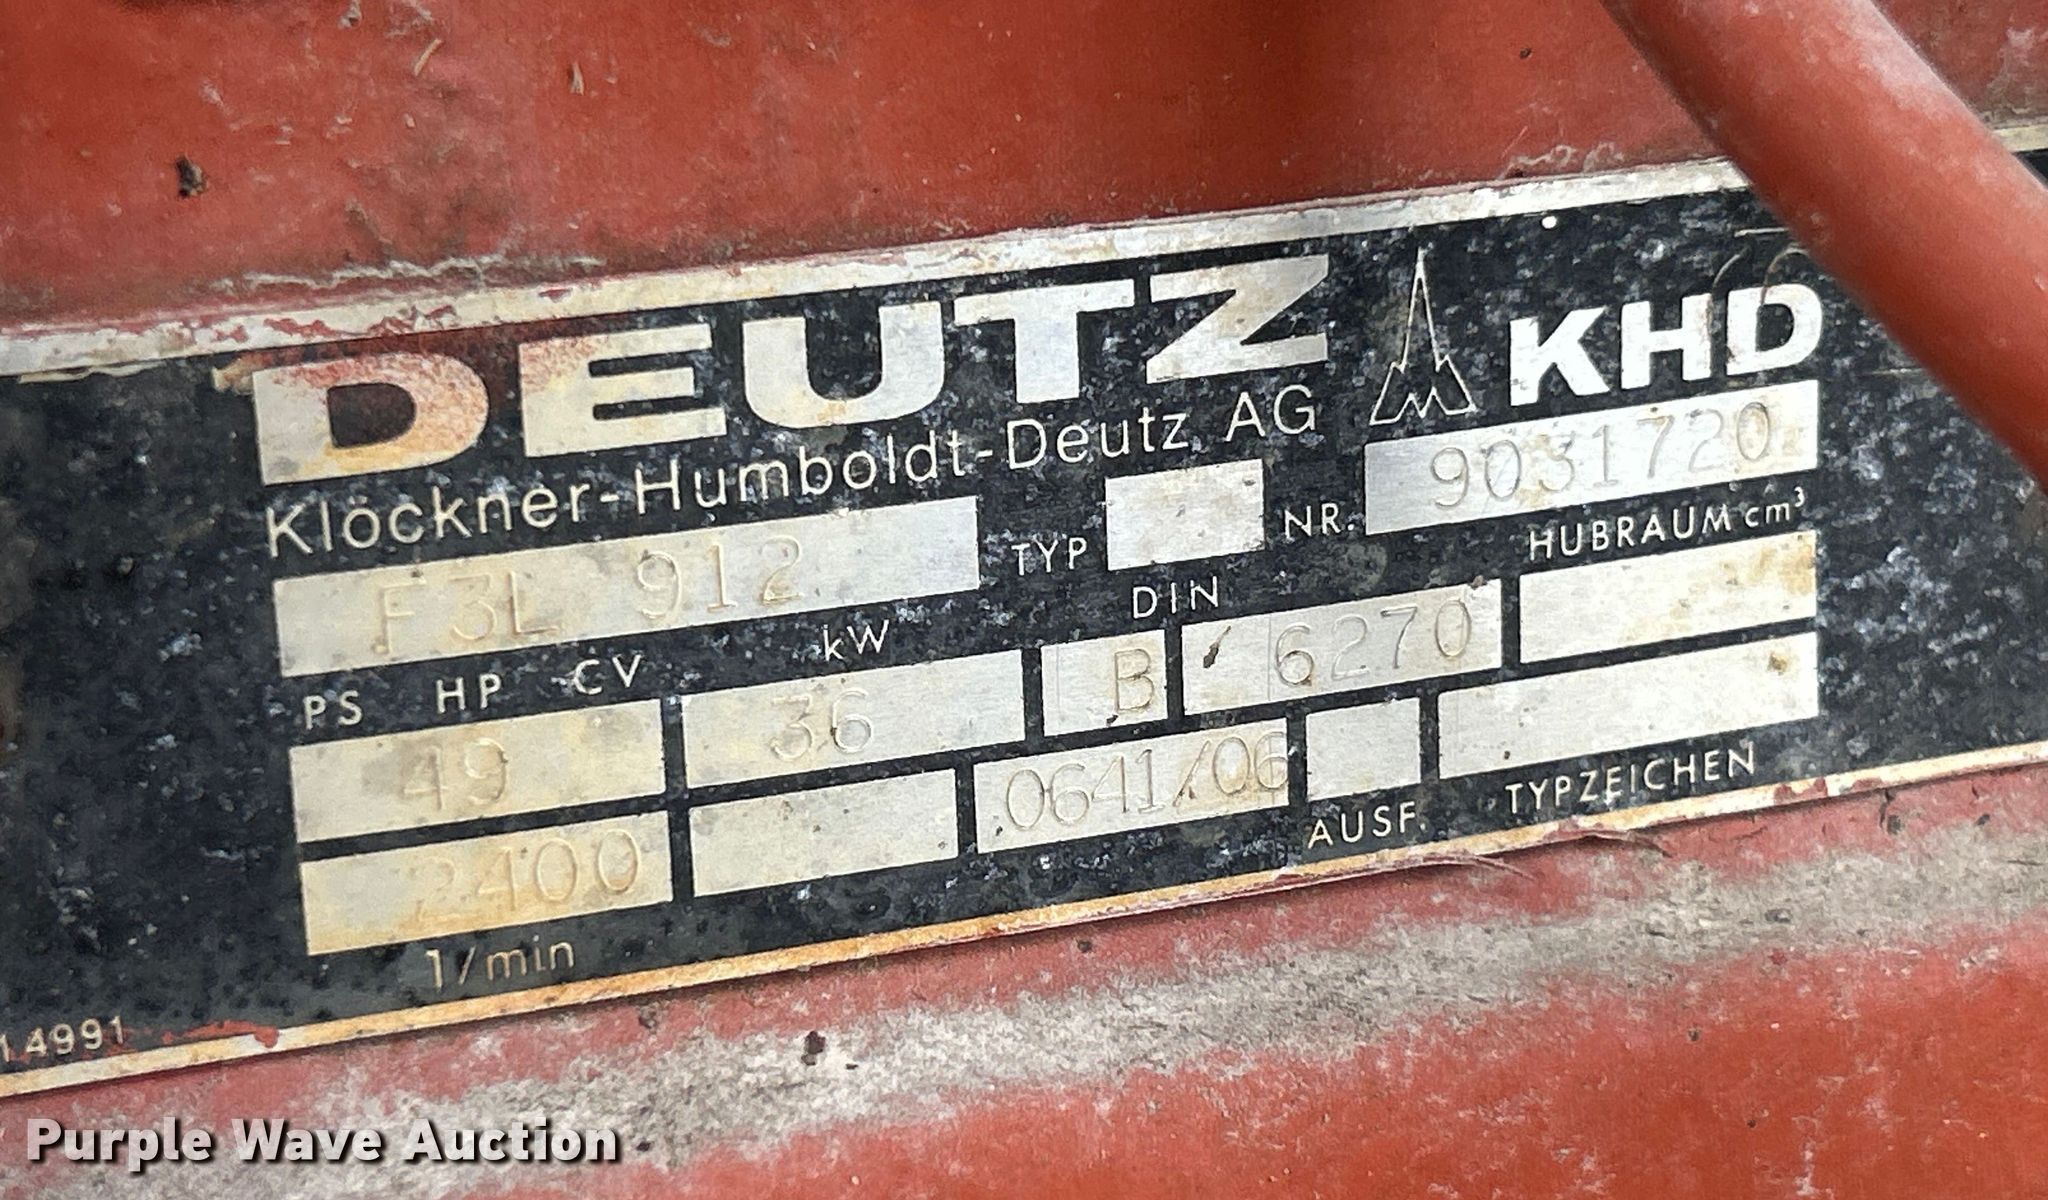 DEUTZ KHD
Klöckner-Humboldt-Deutz AG
F3L 912 TYP NR. 9031720
PS HP CV kW DIN HUBRAUM cm³
49 36 B 6270
2400 0641/06 AUSF. TYPZEICHEN
1/min
14991
Purple Wave Auction